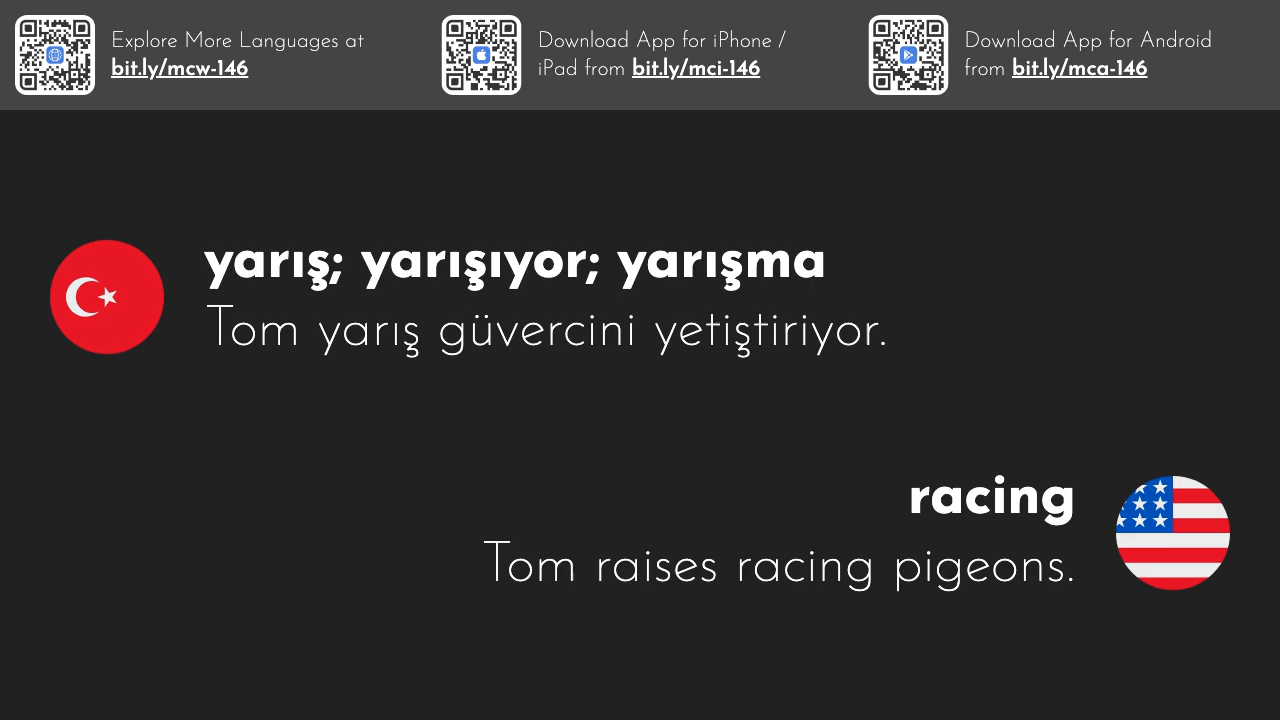 Explore More Languages at
bit.ly/mcw-146
Download App for iPhone /
iPad from bit.ly/mci-146
Download App for Android
from bit.ly/mca-146
yarış; yarışıyor; yarışma
Tom yarış güvercini yetiştiriyor.
racing
Tom raises racing pigeons.